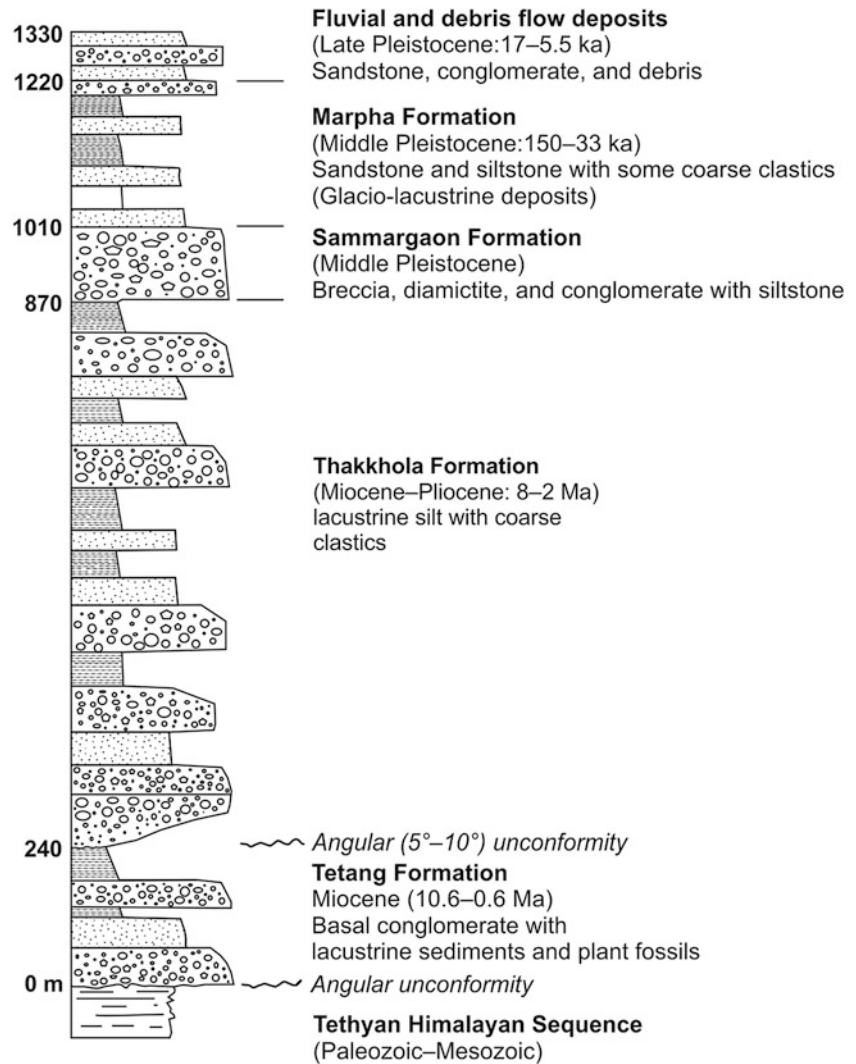 1330
1220
1010
870
240
0 m
Fluvial and debris flow deposits
(Late Pleistocene:17–5.5 ka)
Sandstone, conglomerate, and debris
Marpha Formation
(Middle Pleistocene:150–33 ka)
Sandstone and siltstone with some coarse clastics
(Glacio-lacustrine deposits)
Sammargaon Formation
(Middle Pleistocene)
Breccia, diamictite, and conglomerate with siltstone
Thakkhola Formation
(Miocene–Pliocene: 8–2 Ma)
lacustrine silt with coarse
clastics
Angular (5°–10°) unconformity
Tetang Formation
Miocene (10.6–0.6 Ma)
Basal conglomerate with
lacustrine sediments and plant fossils
Angular unconformity
Tethyan Himalayan Sequence
(Paleozoic–Mesozoic)